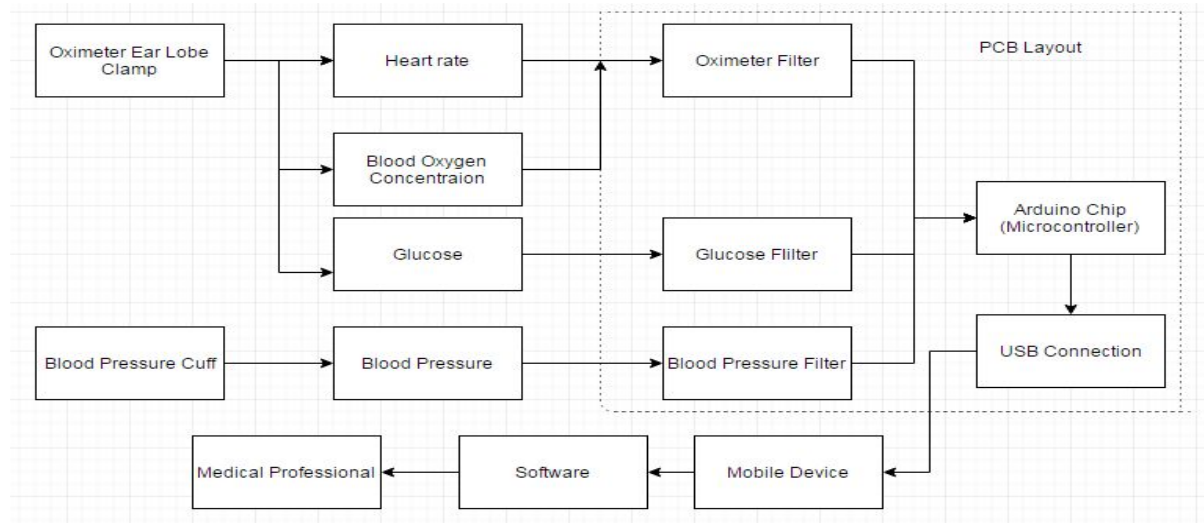 Oximeter Ear Lobe
Clamp
Heart rate
Oximeter Filter
PCB Layout
Blood Oxygen
Concentraion
Arduino Chip
(Microcontroller)
Glucose
Glucose Flilter
Blood Pressure Cuff
Blood Pressure
Blood Pressure Filter
USB Connection
Medical Professional
Software
Mobile Device